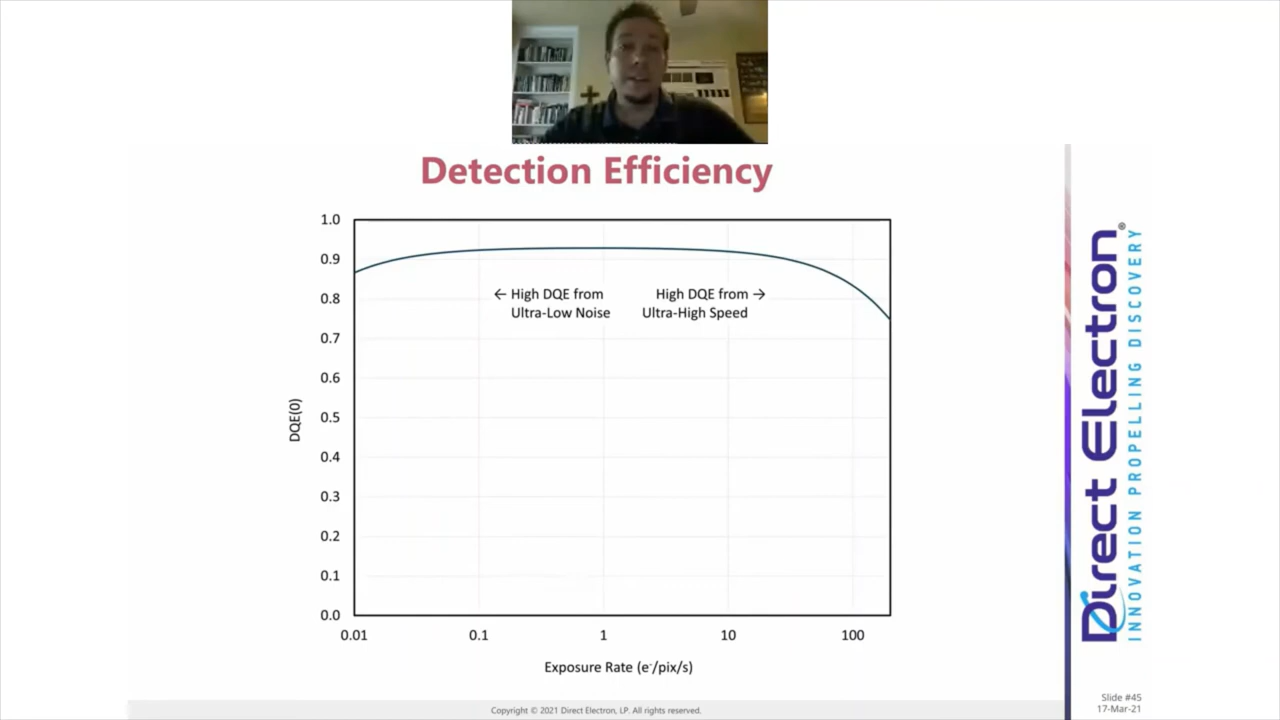 Detection Efficiency
1.0
0.9
0.8
0.7
0.6
0.5
0.4
0.3
0.2
0.1
0.0
DQE(0)
← High DQE from
Ultra-Low Noise
High DQE from →
Ultra-High Speed
0.01
0.1
1
10
100
Exposure Rate (e⁻/pix/s)
Direct Electron®
INNOVATION PROPELLING DISCOVERY
Slide #45
17-Mar-21
Copyright © 2021 Direct Electron, LP. All rights reserved.